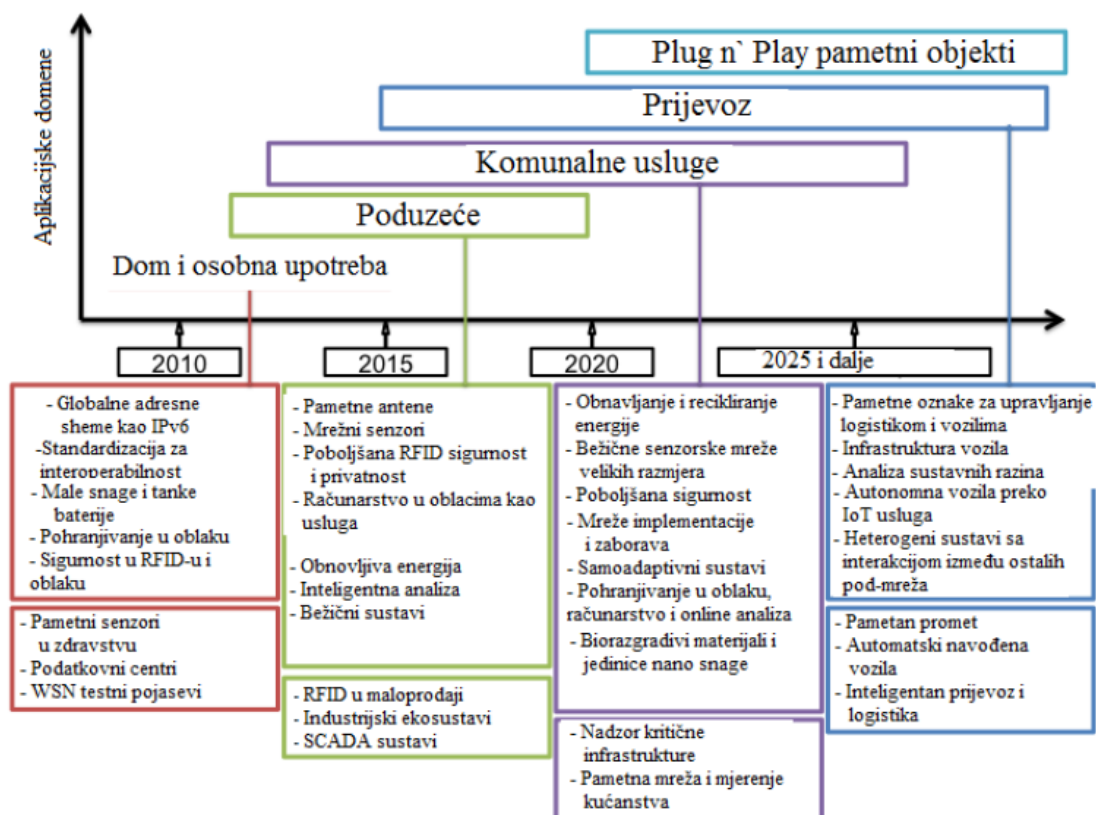 Aplikacijske domene
Plug n` Play pametni objekti
Prijevoz
Komunalne usluge
Poduzeće
Dom i osobna upotreba
2010
2015
2020
2025 i dalje
- Globalne adresne
sheme kao IPv6
-Standardizacija za
interoperabilnost
- Male snage i tanke
baterije
- Pohranjivanje u oblaku
- Sigurnost u RFID-u i
oblaku
- Pametni senzori
u zdravstvu
- Podatkovni centri
- WSN testni pojasevi
- Pametne antene
- Mrežni senzori
- Poboljšana RFID sigurnost
i privatnost
- Računarstvo u oblacima kao
usluga
- Obnovljiva energija
- Inteligentna analiza
- Bežični sustavi
- RFID u maloprodaji
- Industrijski ekosustavi
- SCADA sustavi
- Obnavljanje i recikliranje
energije
- Bežične senzorske mreže
velikih razmjera
- Poboljšana sigurnost
- Mreže implementacije
i zaborava
- Samoadaptivni sustavi
- Pohranjivanje u oblaku,
računarstvo i online analiza
- Biorazgradivi materijali i
jedinice nano snage
- Nadzor kritične
infrastrukture
- Pametna mreža i mjerenje
kućanstva
- Pametne oznake za upravljanje
logistikom i vozilima
- Infrastruktura vozila
- Analiza sustavnih razina
- Autonomna vozila preko
IoT usluga
- Heterogeni sustavi sa
interakcijom između ostalih
pod-mreža
- Pametan promet
- Automatski navođena
vozila
- Inteligentan prijevoz i
logistika